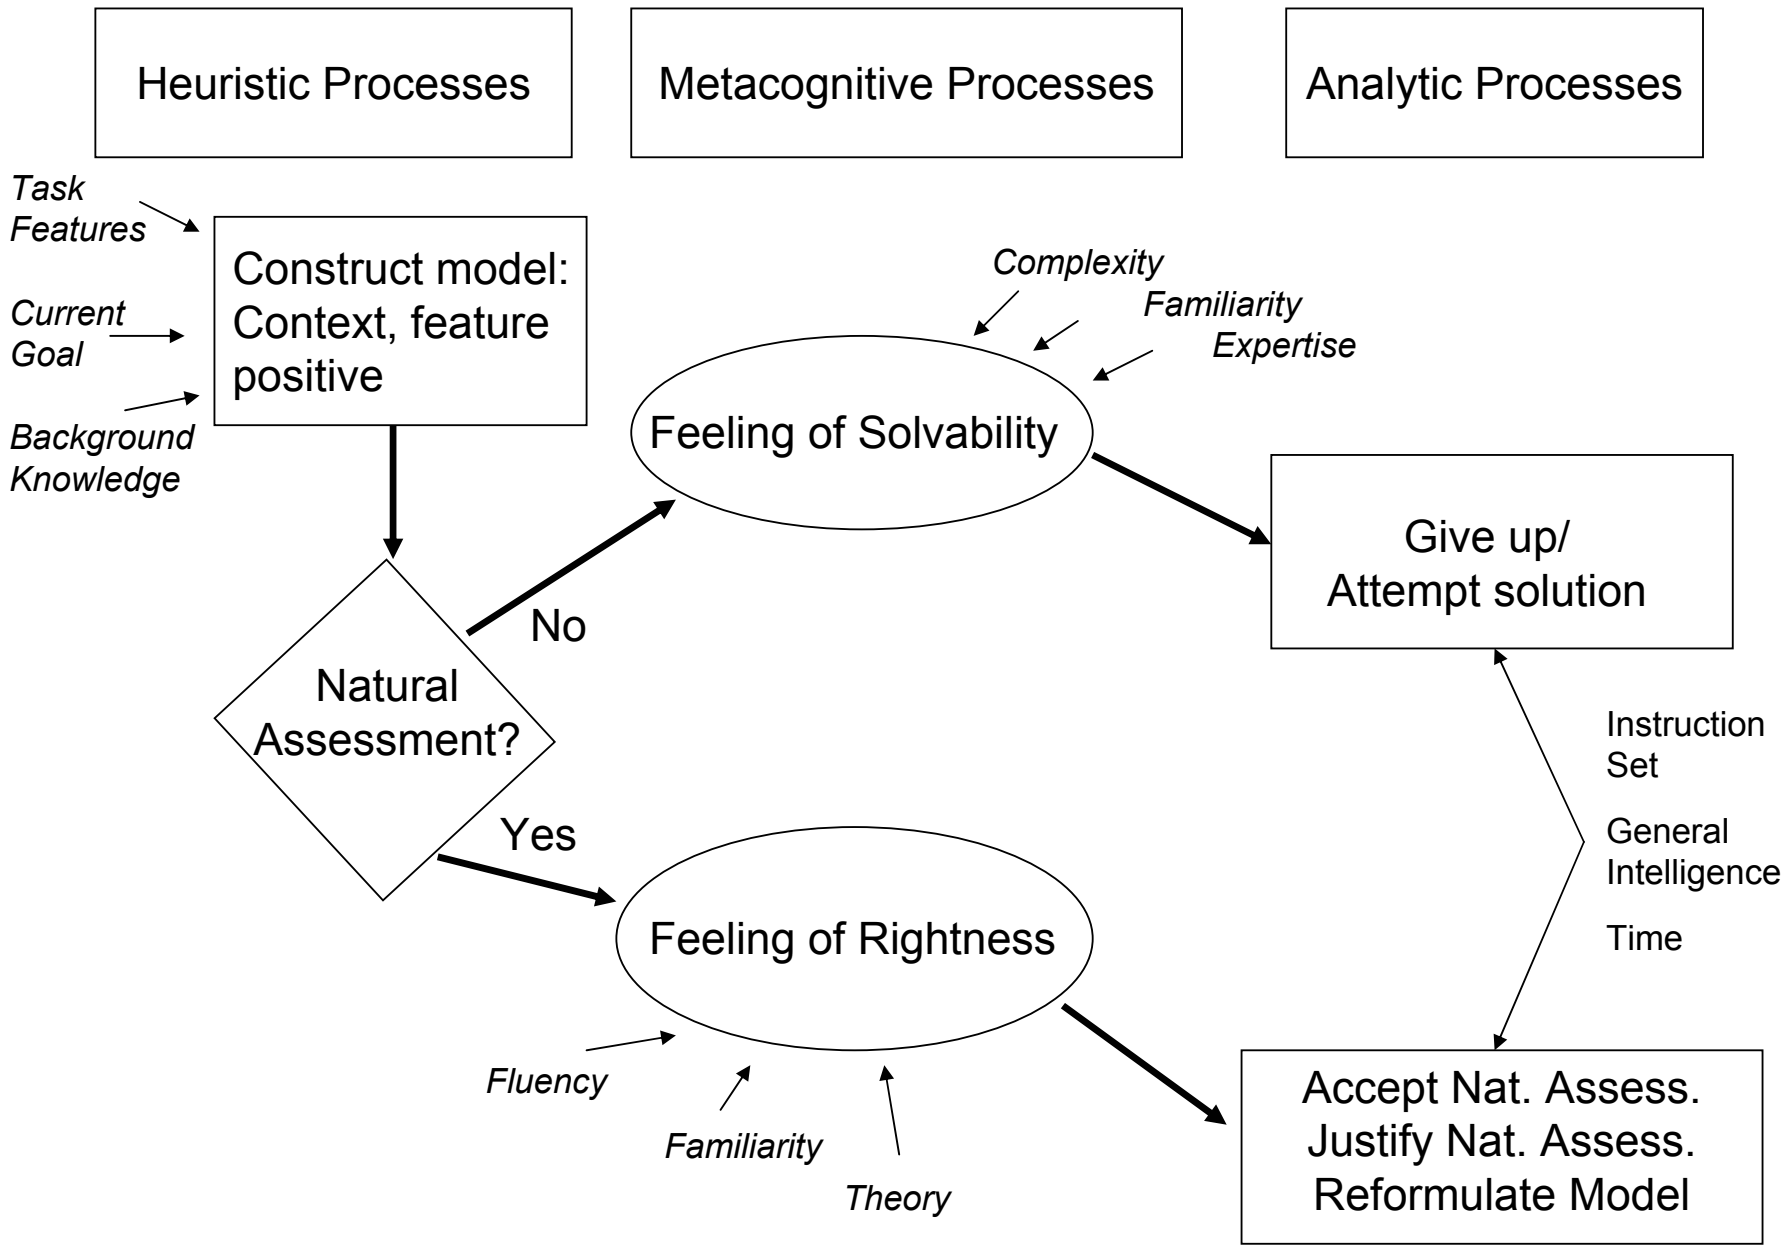 Heuristic Processes
Metacognitive Processes
Analytic Processes
Task
Features
Current
Goal
Background
Knowledge
Construct model:
Context, feature
positive
Complexity
Familiarity
Expertise
Feeling of Solvability
Give up/
Attempt solution
No
Natural
Assessment?
Yes
Instruction
Set
General
Intelligence
Time
Feeling of Rightness
Fluency
Familiarity
Theory
Accept Nat. Assess.
Justify Nat. Assess.
Reformulate Model